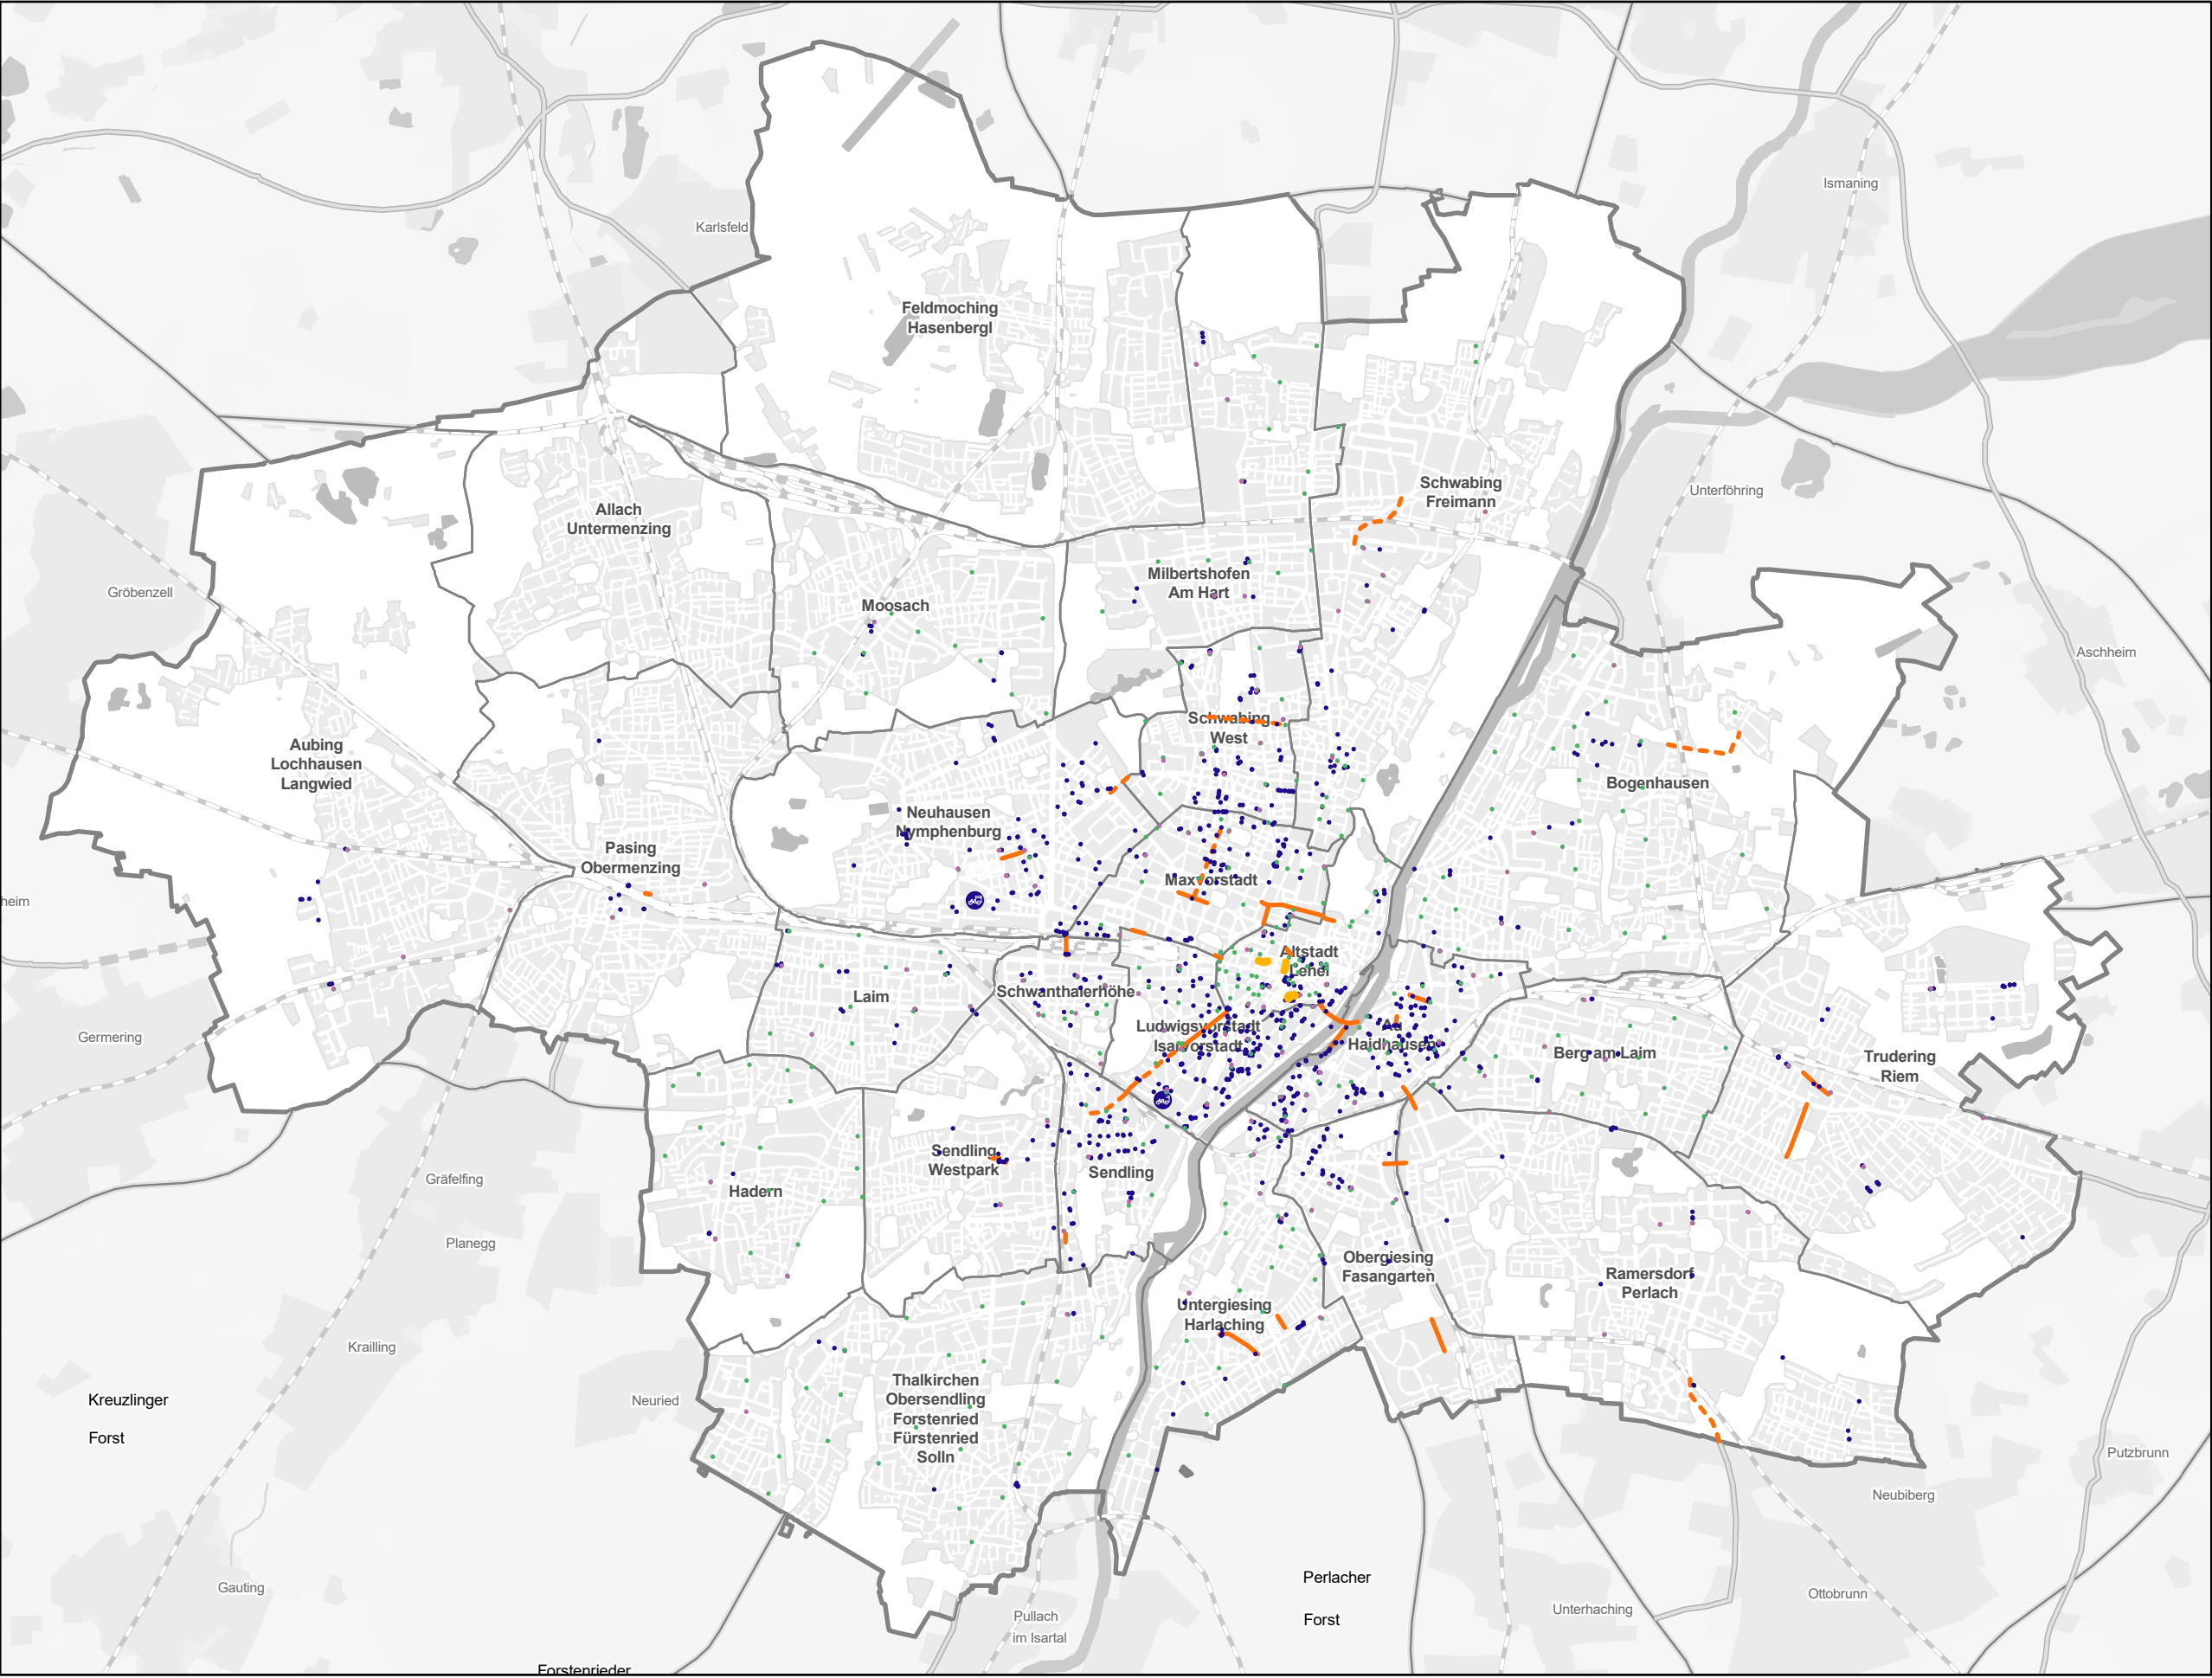 Ismaning
Karlsfeld
Feldmoching
Hasenbergl
Schwabing
Freimann
Unterföhring
Allach
Untermenzing
Gröbenzell
Milbertshofen
Am Hart
Moosach
Aschheim
Schwabing
West
Aubing
Lochhausen
Langwied
Bogenhausen
Neuhausen
Nymphenburg
Pasing
Obermenzing
Maxvorstadt
heim
Altstadt
Lehel
Laim
Schwanthalerhöhe
Ludwigsvorstadt
Isarvorstadt
Au
Haidhausen
Germering
Berg am Laim
Trudering
Riem
Sendling
Westpark
Sendling
Gräfelfing
Hadern
Planegg
Obergiesing
Fasangarten
Ramersdorf
Perlach
Untergiesing
Harlaching
Krailling
Kreuzlinger
Forst
Neuried
Thalkirchen
Obersendling
Forstenried
Fürstenried
Solln
Putzbrunn
Neubiberg
Gauting
Perlacher
Forst
Ottobrunn
Unterhaching
Pullach
im Isartal
Forstenrieder